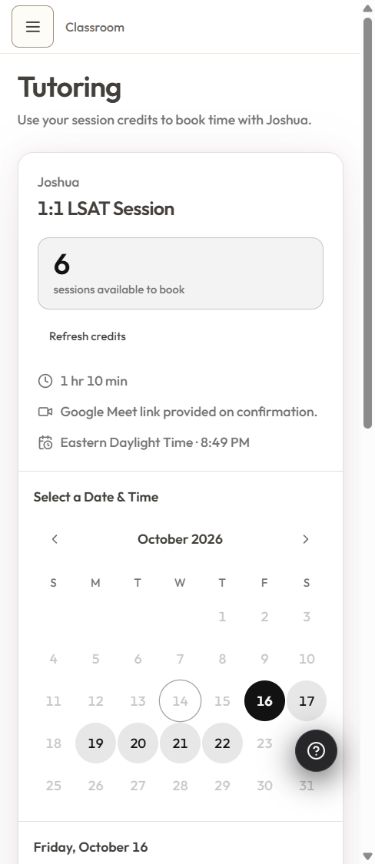 Classroom
Tutoring
Use your session credits to book time with Joshua.
Joshua
1:1 LSAT Session
6
sessions available to book
Refresh credits
1 hr 10 min
Google Meet link provided on confirmation.
Eastern Daylight Time · 8:49 PM
Select a Date & Time
October 2026
S M T W T F S
1 2 3
4 5 6 7 8 9 10
11 12 13 14 15 16 17
18 19 20 21 22 23
25 26 27 28 29 30 31
Friday, October 16